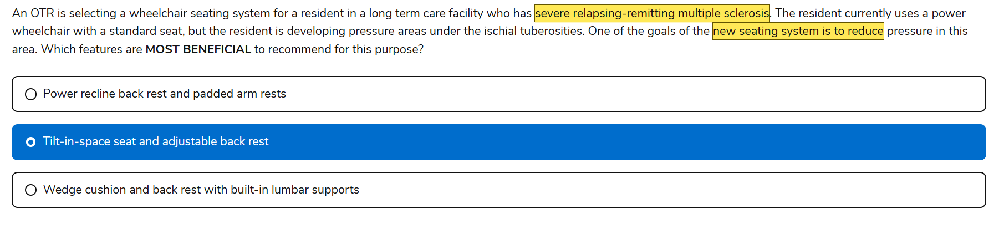 An OTR is selecting a wheelchair seating system for a resident in a long term care facility who has severe relapsing-remitting multiple sclerosis. The resident currently uses a power
wheelchair with a standard seat, but the resident is developing pressure areas under the ischial tuberosities. One of the goals of the new seating system is to reduce pressure in this
area. Which features are MOST BENEFICIAL to recommend for this purpose?
Power recline back rest and padded arm rests
Tilt-in-space seat and adjustable back rest
Wedge cushion and back rest with built-in lumbar supports